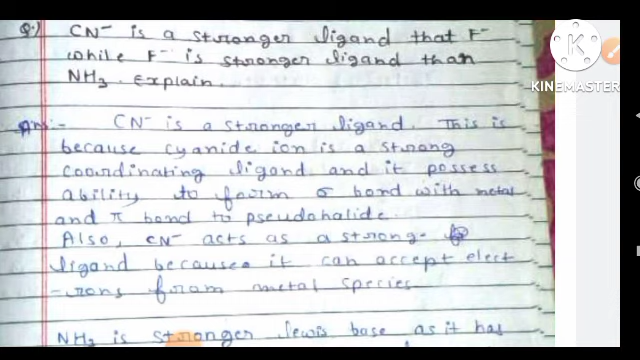 Q.) CN⁻ is a stronger ligand that F⁻
while F⁻ is stronger ligand than
NH₃. Explain.
Ans:- CN⁻ is a stronger ligand. This is
because cyanide ion is a strong
coordinating ligand and it possess
ability to form σ bond with metal
and π bond to pseudohalide.
Also, CN⁻ acts as a strong
ligand because it can accept elect
-rons foram metal species
NH₃ is stronger lewis base as it has
KINEMASTER